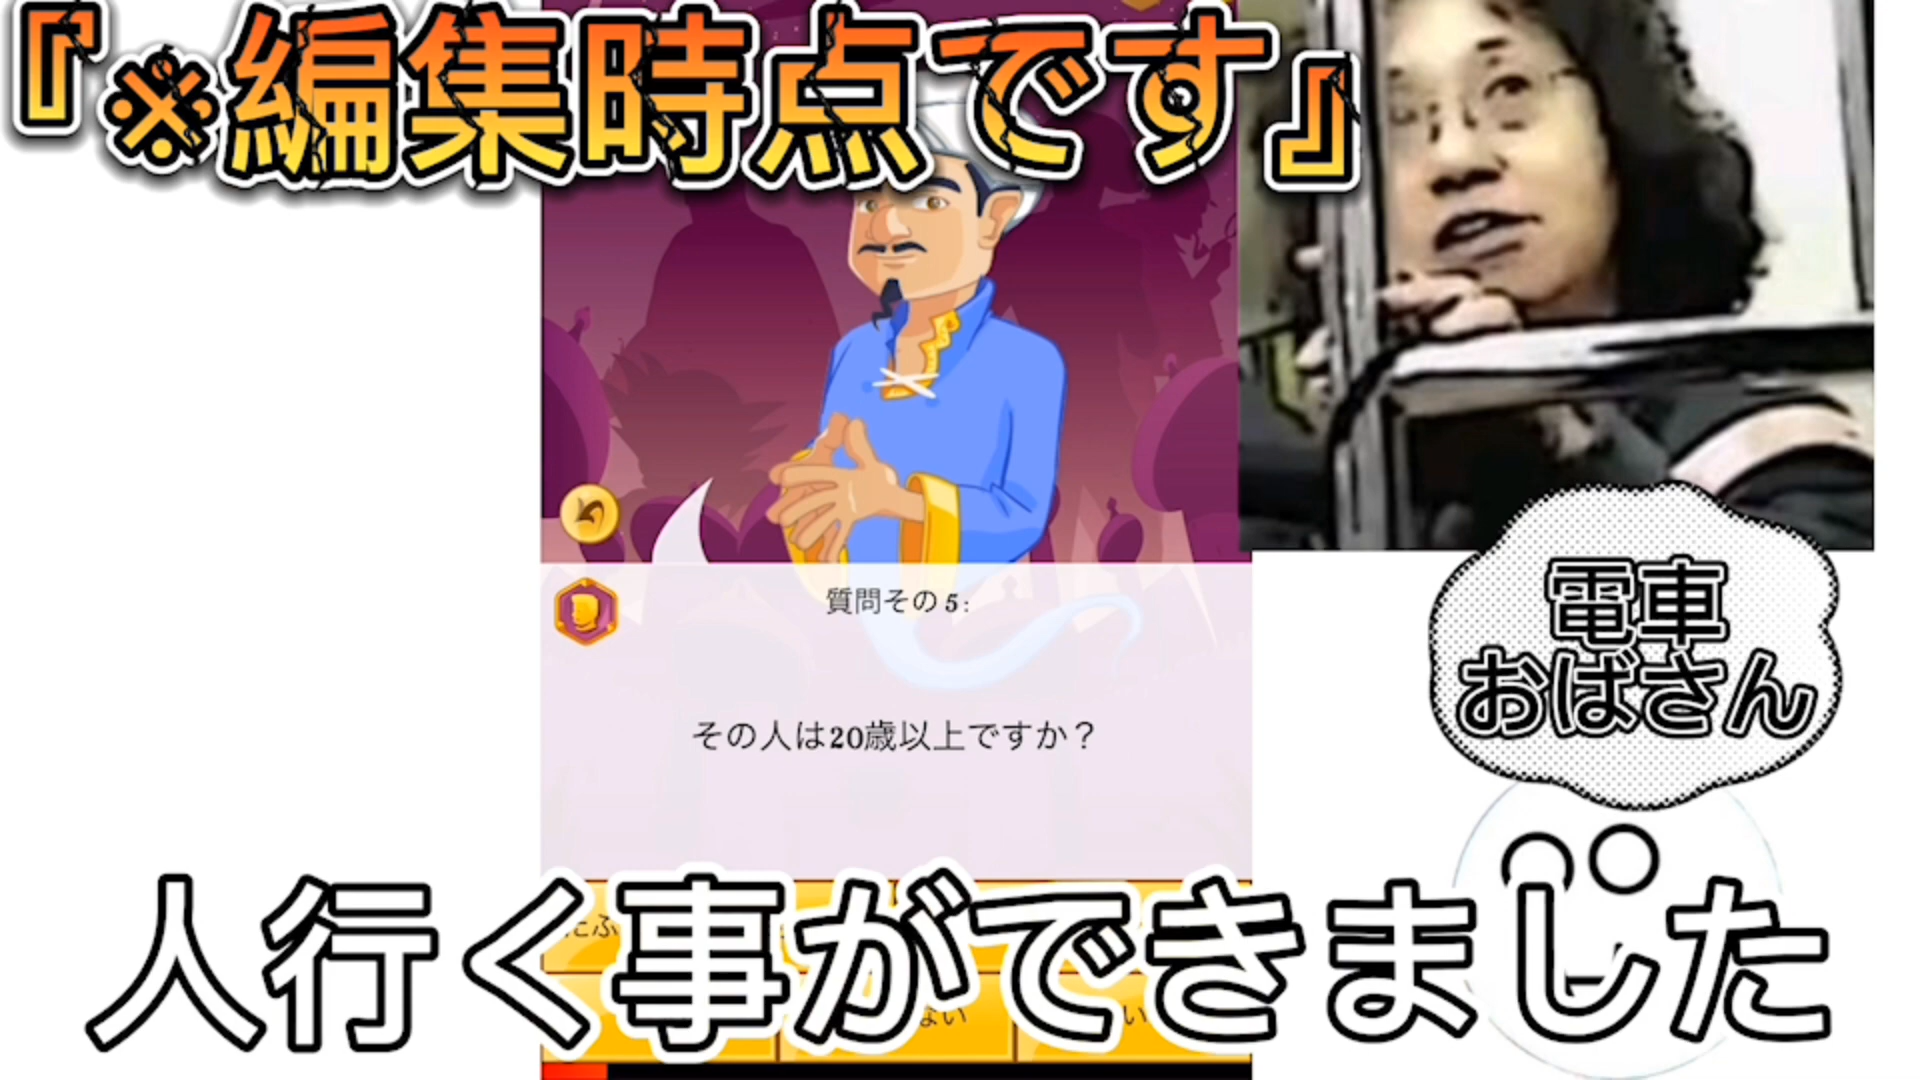 『※編集時点です』
質問その 5:
その人は20歳以上ですか？
電車
おばさん
人行く事ができました